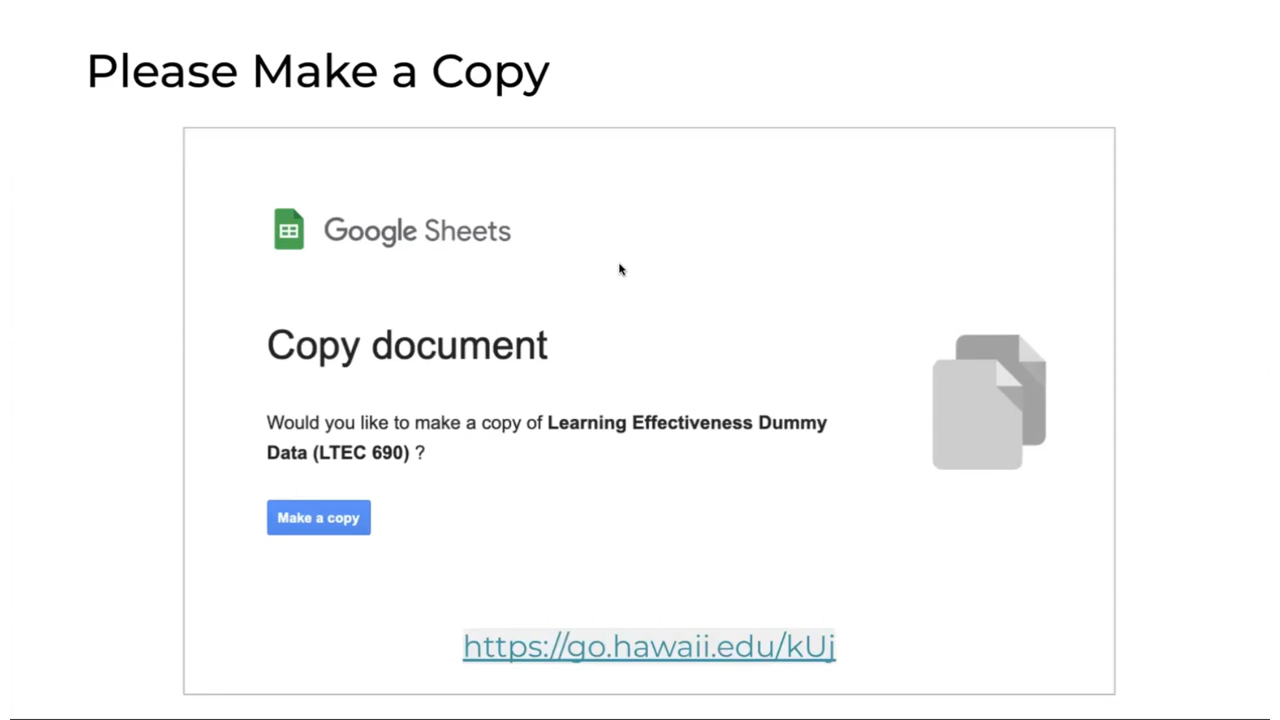 Please Make a Copy
Google Sheets
Copy document
Would you like to make a copy of Learning Effectiveness Dummy
Data (LTEC 690) ?
Make a copy
https://go.hawaii.edu/kUj